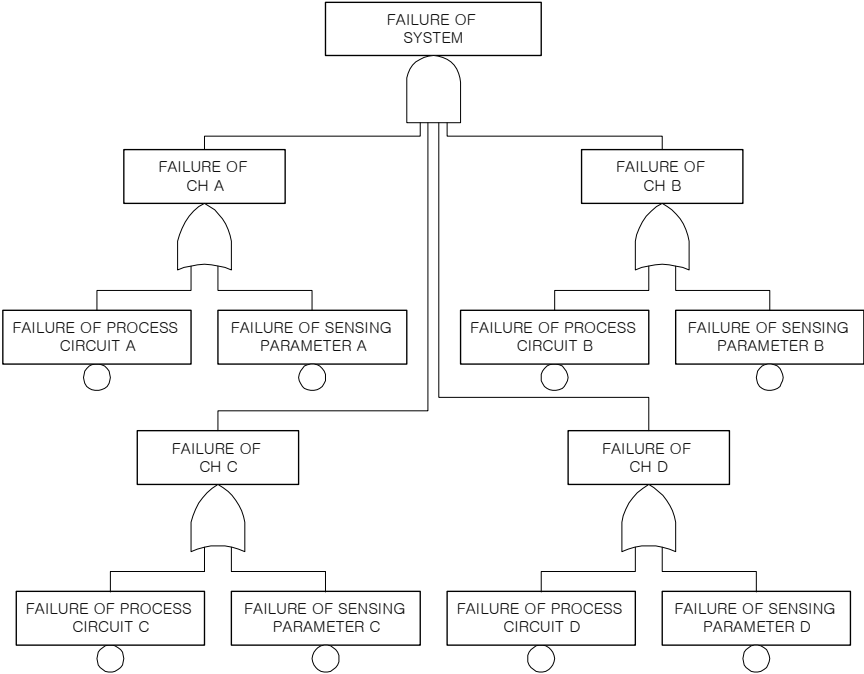 FAILURE OF
SYSTEM
FAILURE OF
CH A
FAILURE OF
CH B
FAILURE OF PROCESS
CIRCUIT A
FAILURE OF SENSING
PARAMETER A
FAILURE OF PROCESS
CIRCUIT B
FAILURE OF SENSING
PARAMETER B
FAILURE OF
CH C
FAILURE OF
CH D
FAILURE OF PROCESS
CIRCUIT C
FAILURE OF SENSING
PARAMETER C
FAILURE OF PROCESS
CIRCUIT D
FAILURE OF SENSING
PARAMETER D